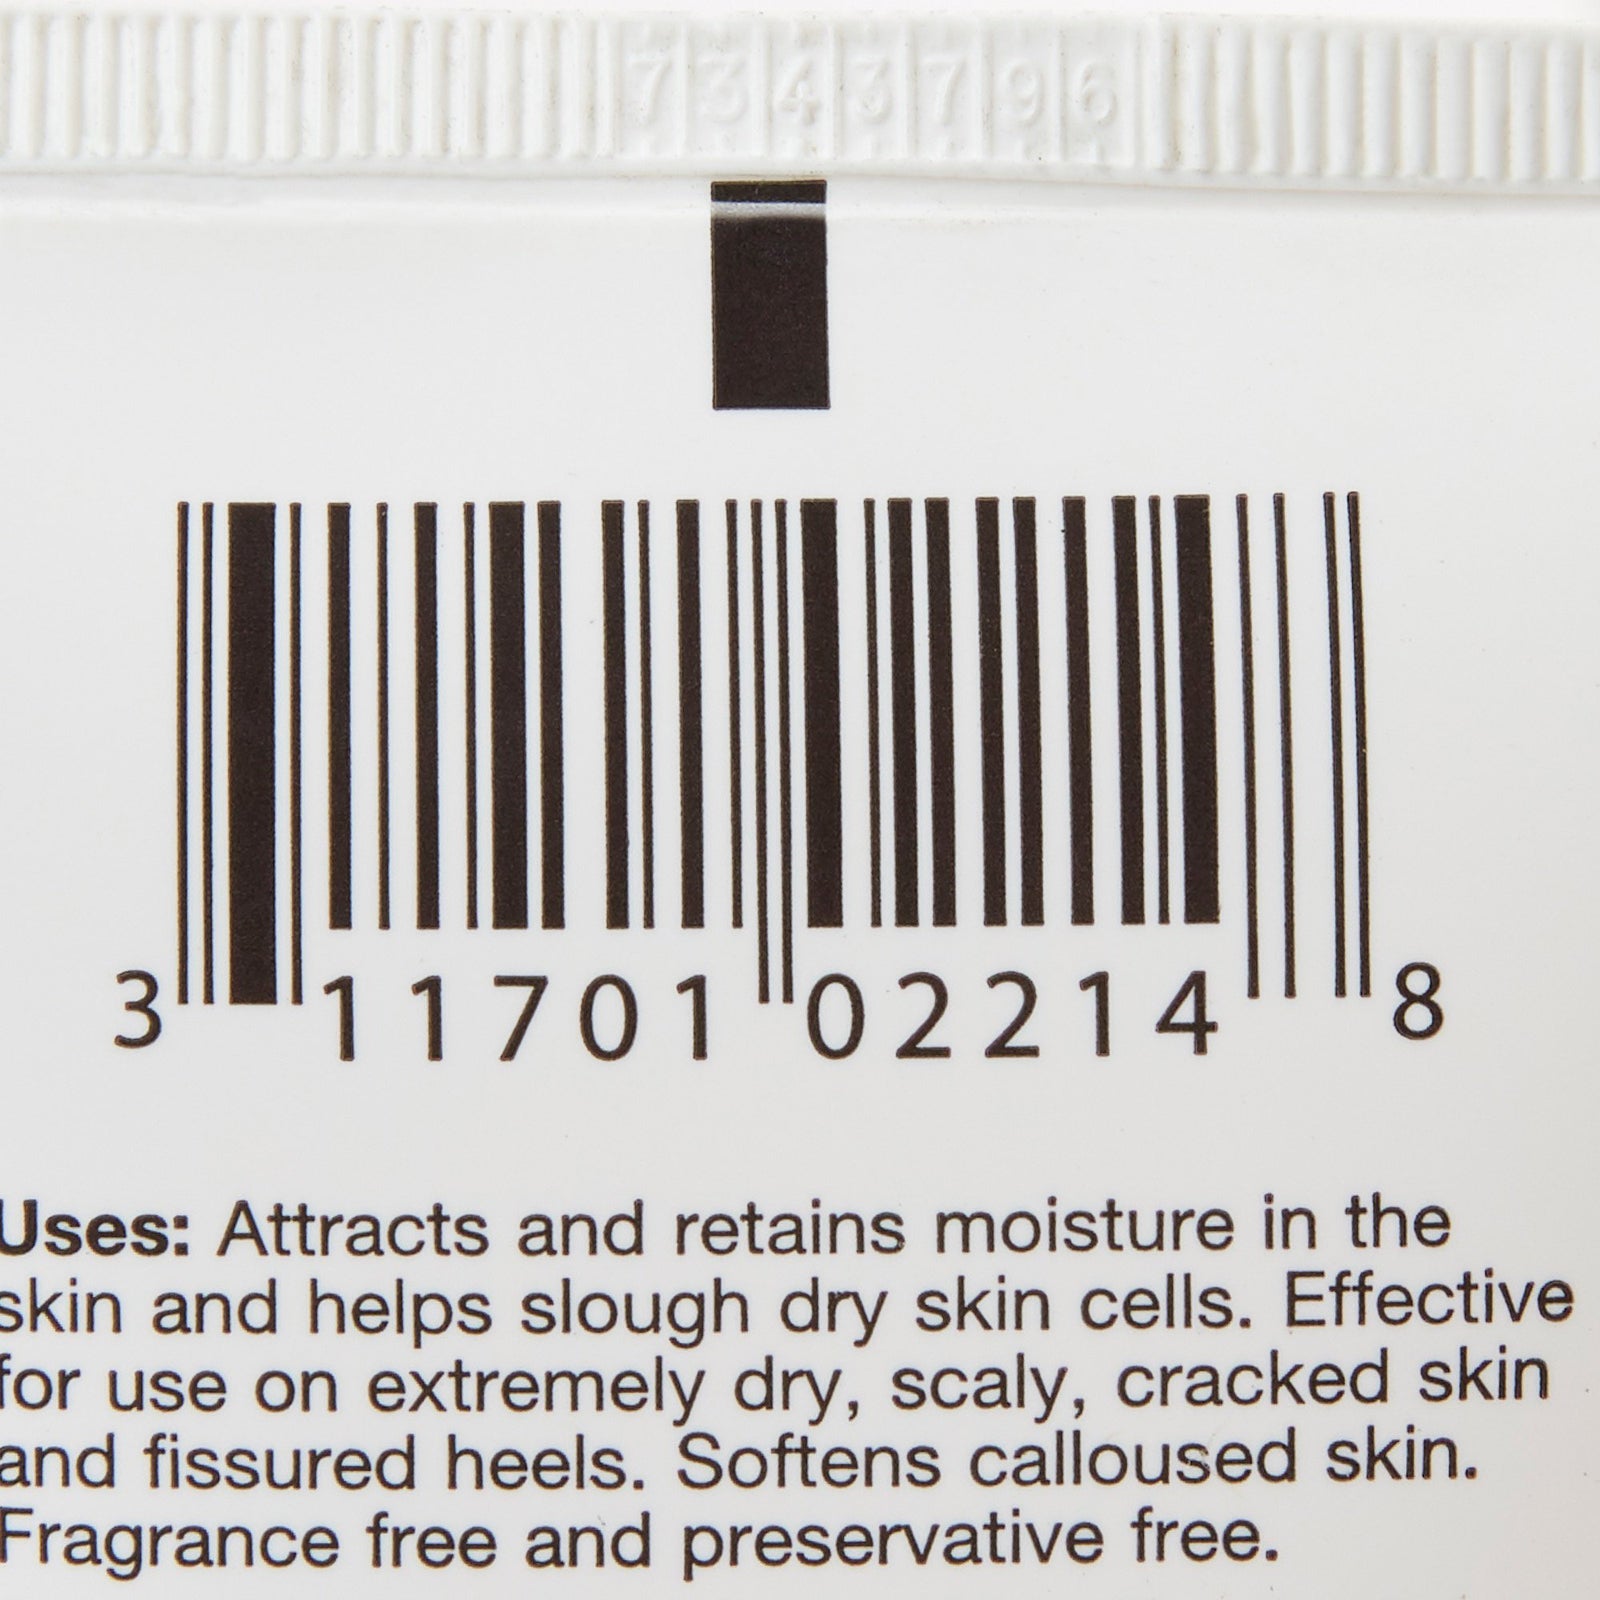 7343796
3 11701 02214 8
Uses: Attracts and retains moisture in the
skin and helps slough dry skin cells. Effective
for use on extremely dry, scaly, cracked skin
and fissured heels. Softens calloused skin.
Fragrance free and preservative free.